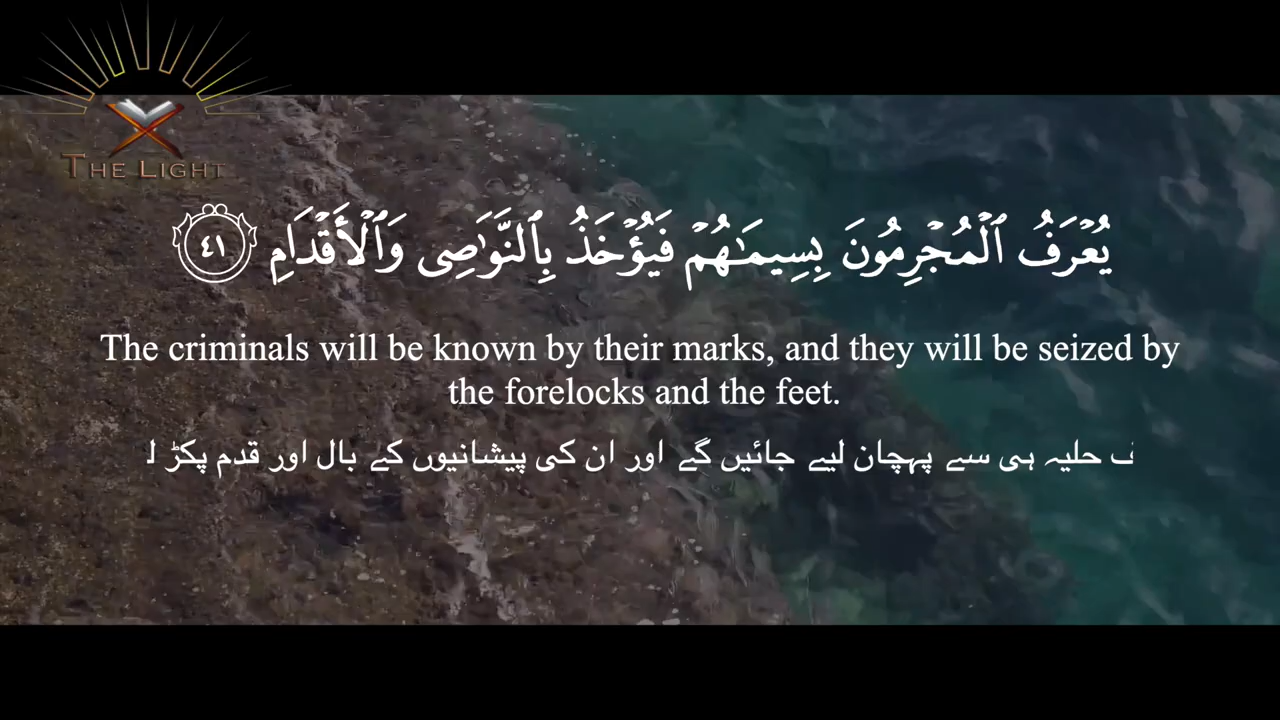 THE LIGHT
يُعْرَفُ ٱلْمُجْرِمُونَ بِسِيمَـٰهُمْ فَيُؤْخَذُ بِٱلنَّوَٰصِى وَٱلْأَقْدَامِ ٤١
The criminals will be known by their marks, and they will be seized by
the forelocks and the feet.
حلیہ ہی سے پہچان لیے جائیں گے اور ان کی پیشانیوں کے بال اور قدم پکڑ